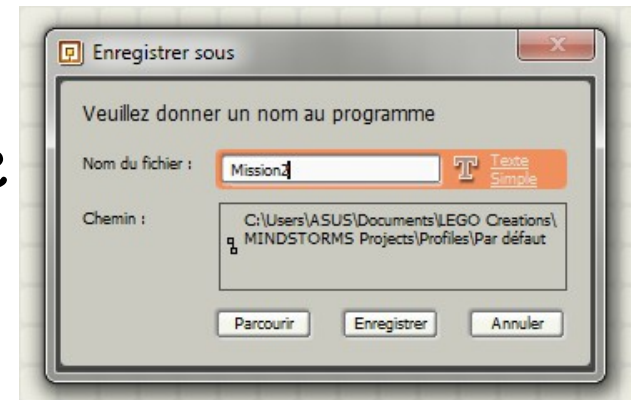 Enregistrer sous
Veuillez donner un nom au programme
Nom du fichier :
Mission2
Texte
Simple
Chemin :
C:\Users\ASUS\Documents\LEGO Creations\
MINDSTORMS Projects\Profiles\Par défaut
Parcourir
Enregistrer
Annuler